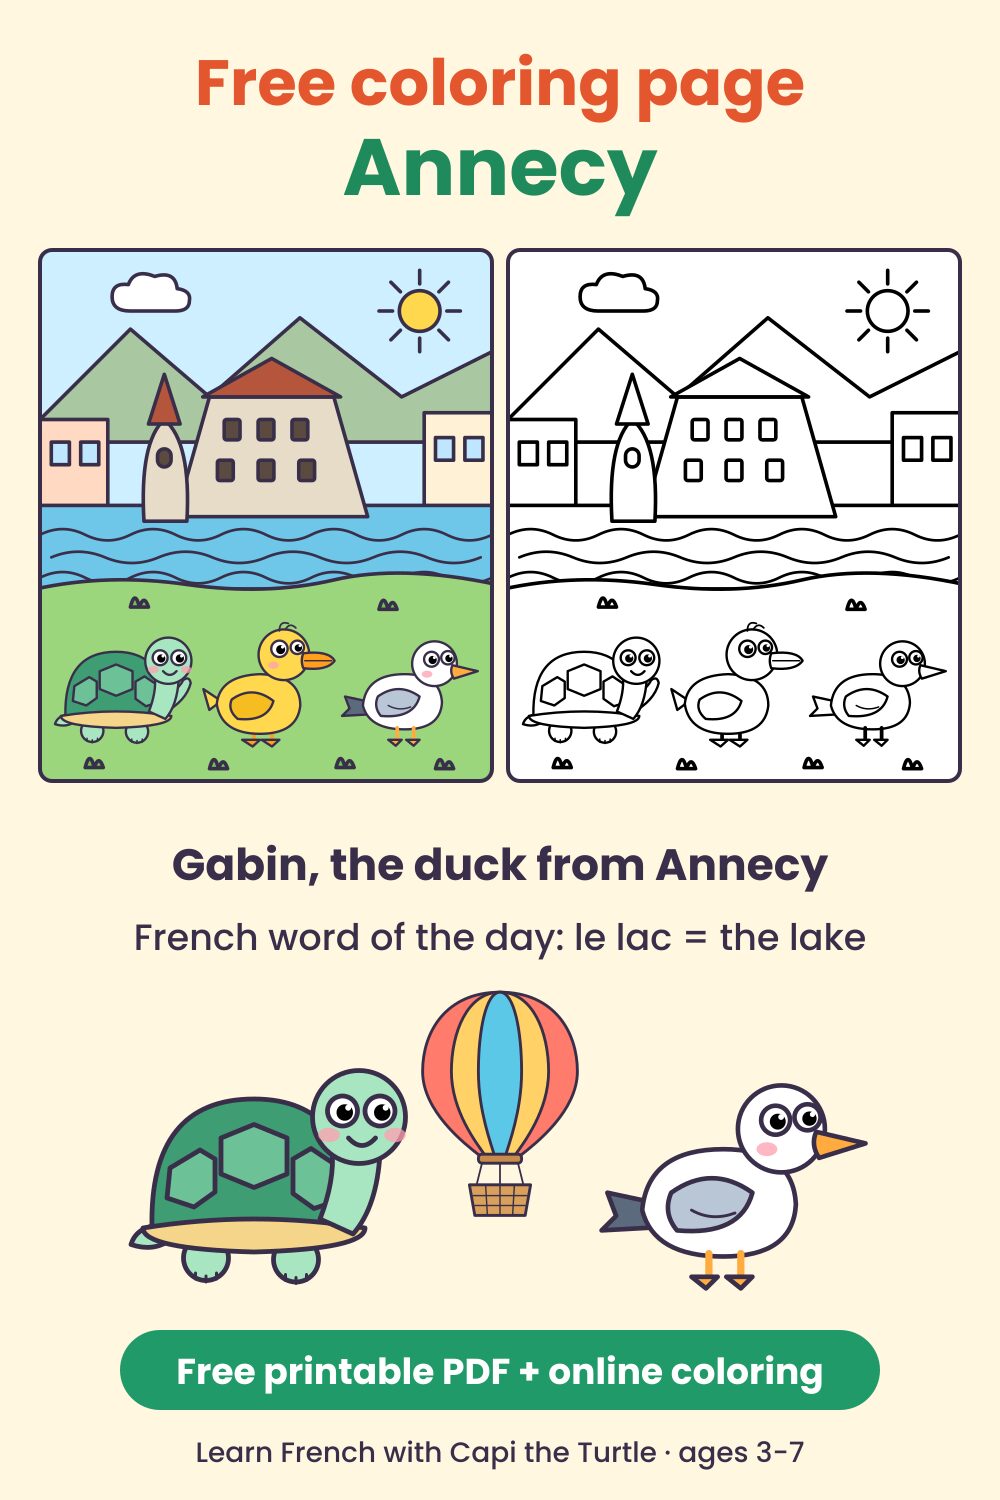 Free coloring page
Annecy
Gabin, the duck from Annecy
French word of the day: le lac = the lake
Free printable PDF + online coloring
Learn French with Capi the Turtle · ages 3-7